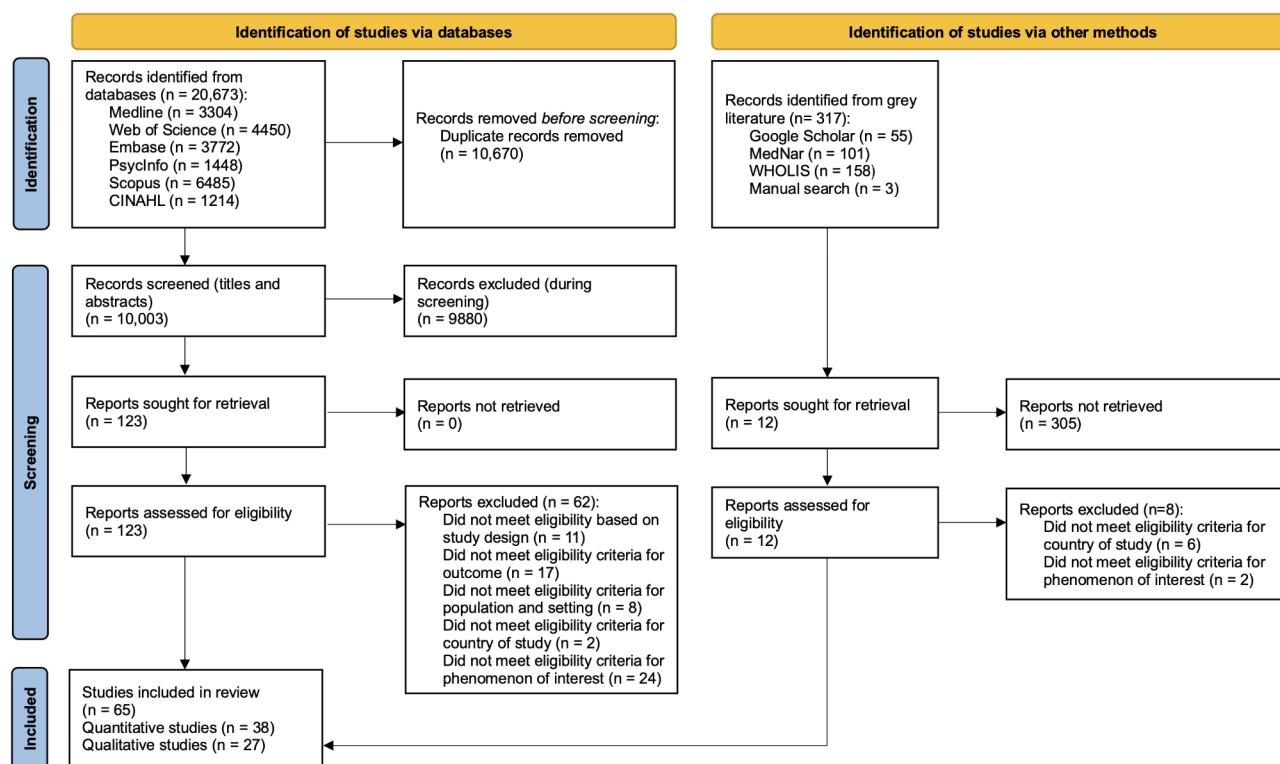 Identification of studies via databases
Identification of studies via other methods
Identification
Records identified from
databases (n = 20,673):
Medline (n = 3304)
Web of Science (n = 4450)
Embase (n = 3772)
PsycInfo (n = 1448)
Scopus (n = 6485)
CINAHL (n = 1214)
Records removed before screening:
Duplicate records removed
(n = 10,670)
Records identified from grey
literature (n= 317):
Google Scholar (n = 55)
MedNar (n = 101)
WHOLIS (n = 158)
Manual search (n = 3)
Screening
Records screened (titles and
abstracts)
(n = 10,003)
Records excluded (during
screening)
(n = 9880)
Reports sought for retrieval
(n = 123)
Reports not retrieved
(n = 0)
Reports sought for retrieval
(n = 12)
Reports not retrieved
(n = 305)
Reports assessed for eligibility
(n = 123)
Reports excluded (n = 62):
Did not meet eligibility based on
study design (n = 11)
Did not meet eligibility criteria for
outcome (n = 17)
Did not meet eligibility criteria for
population and setting (n = 8)
Did not meet eligibility criteria for
country of study (n = 2)
Did not meet eligibility criteria for
phenomenon of interest (n = 24)
Reports assessed for
eligibility
(n = 12)
Reports excluded (n=8):
Did not meet eligibility criteria for
country of study (n = 6)
Did not meet eligibility criteria for
phenomenon of interest (n = 2)
Included
Studies included in review
(n = 65)
Quantitative studies (n = 38)
Qualitative studies (n = 27)